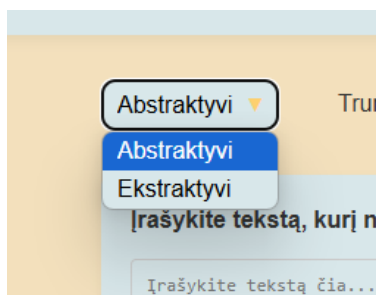 Abstraktyvi ▼
Abstraktyvi
Ekstraktyvi
Įrašykite tekstą, kurį
Įrašykite tekstą čia...